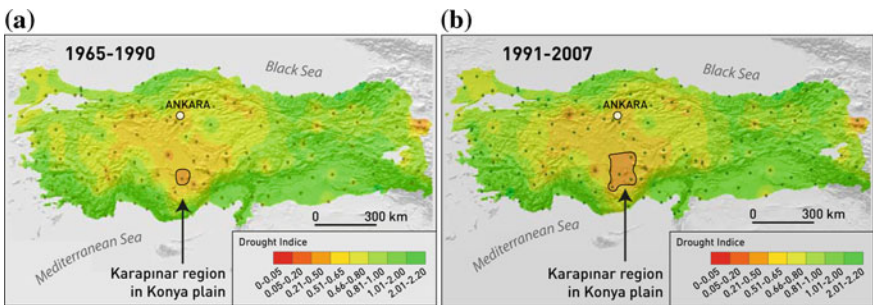 (a)
1965-1990
Black Sea
ANKARA
0 300 km
Mediterranean Sea
Karapınar region
in Konya plain
Drought Indice
0-0.05 0.05-0.20 0.21-0.50 0.51-0.65 0.66-0.80 0.81-1.00 1.01-2.00 2.01-2.20
(b)
1991-2007
Black Sea
ANKARA
0 300 km
Mediterranean Sea
Karapınar region
in Konya plain
Drought Indice
0-0.05 0.05-0.20 0.21-0.50 0.51-0.65 0.66-0.80 0.81-1.00 1.01-2.00 2.01-2.20